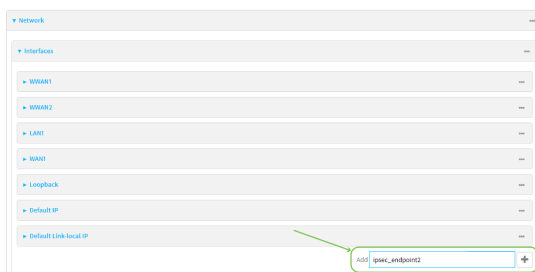 Network
Interfaces
WWAN1
WWAN2
LAN1
WAN1
Loopback
Default IP
Default Link-local IP
Add ipsec_endpoint2